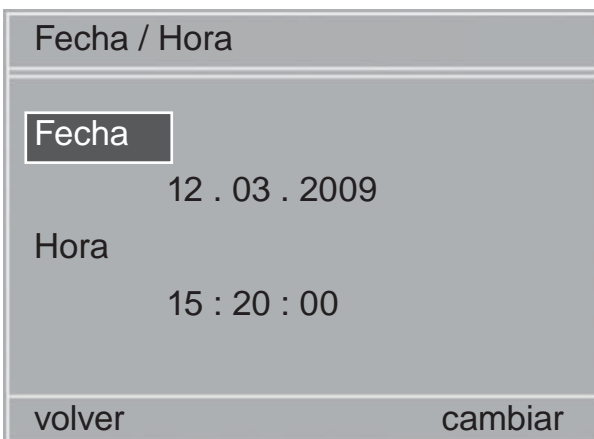 Fecha / Hora
Fecha
12 . 03 . 2009
Hora
15 : 20 : 00
volver cambiar